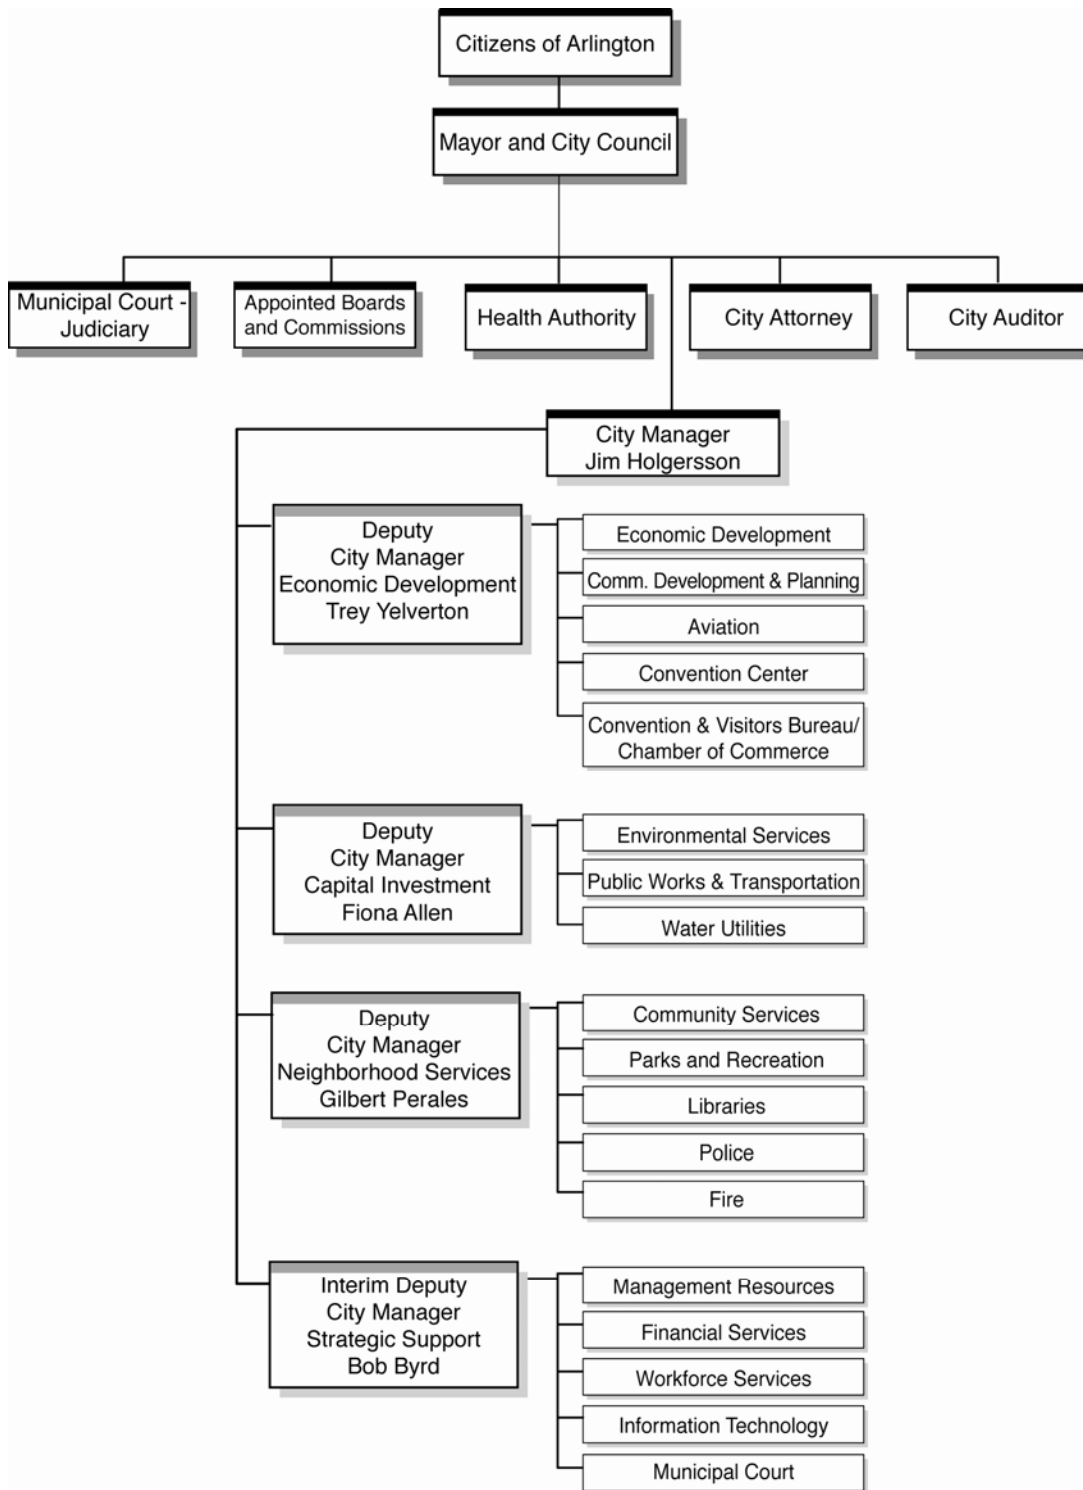 Citizens of Arlington
Mayor and City Council
Municipal Court -
Judiciary
Appointed Boards
and Commissions
Health Authority
City Attorney
City Auditor
City Manager
Jim Holgersson
Deputy
City Manager
Economic Development
Trey Yelverton
Economic Development
Comm. Development & Planning
Aviation
Convention Center
Convention & Visitors Bureau/
Chamber of Commerce
Deputy
City Manager
Capital Investment
Fiona Allen
Environmental Services
Public Works & Transportation
Water Utilities
Deputy
City Manager
Neighborhood Services
Gilbert Perales
Community Services
Parks and Recreation
Libraries
Police
Fire
Interim Deputy
City Manager
Strategic Support
Bob Byrd
Management Resources
Financial Services
Workforce Services
Information Technology
Municipal Court